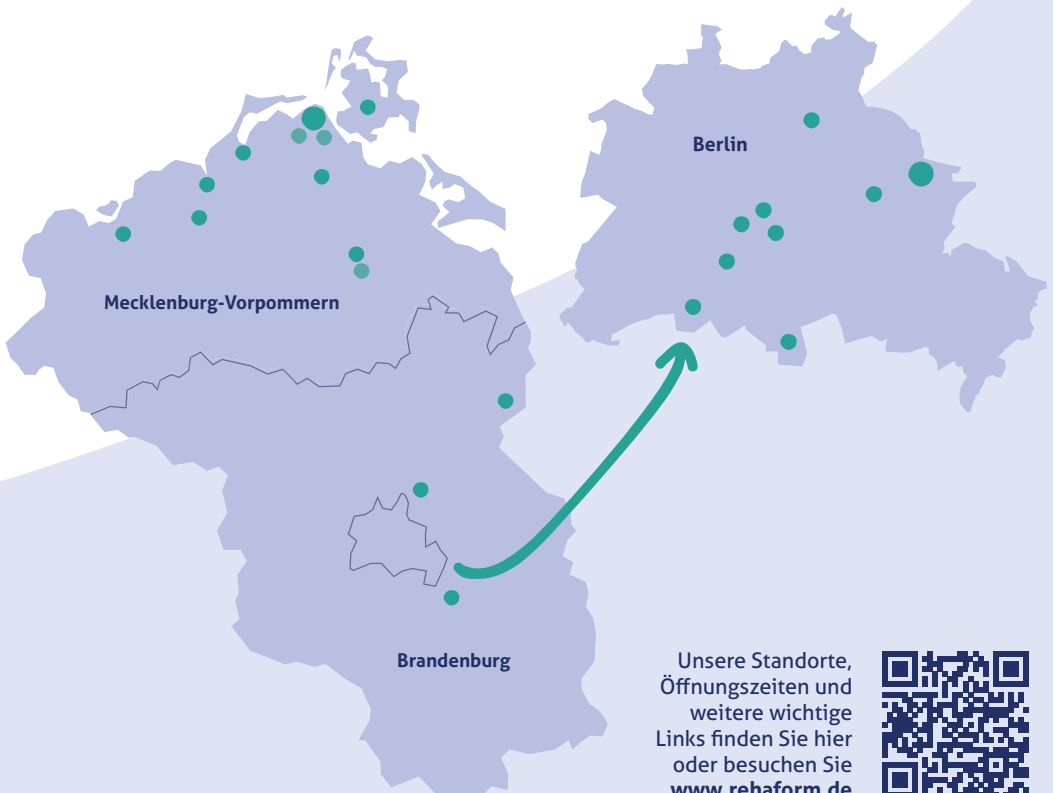 Berlin
Mecklenburg-Vorpommern
Brandenburg
Unsere Standorte,
Öffnungszeiten und
weitere wichtige
Links finden Sie hier
oder besuchen Sie
www.rehaform.de